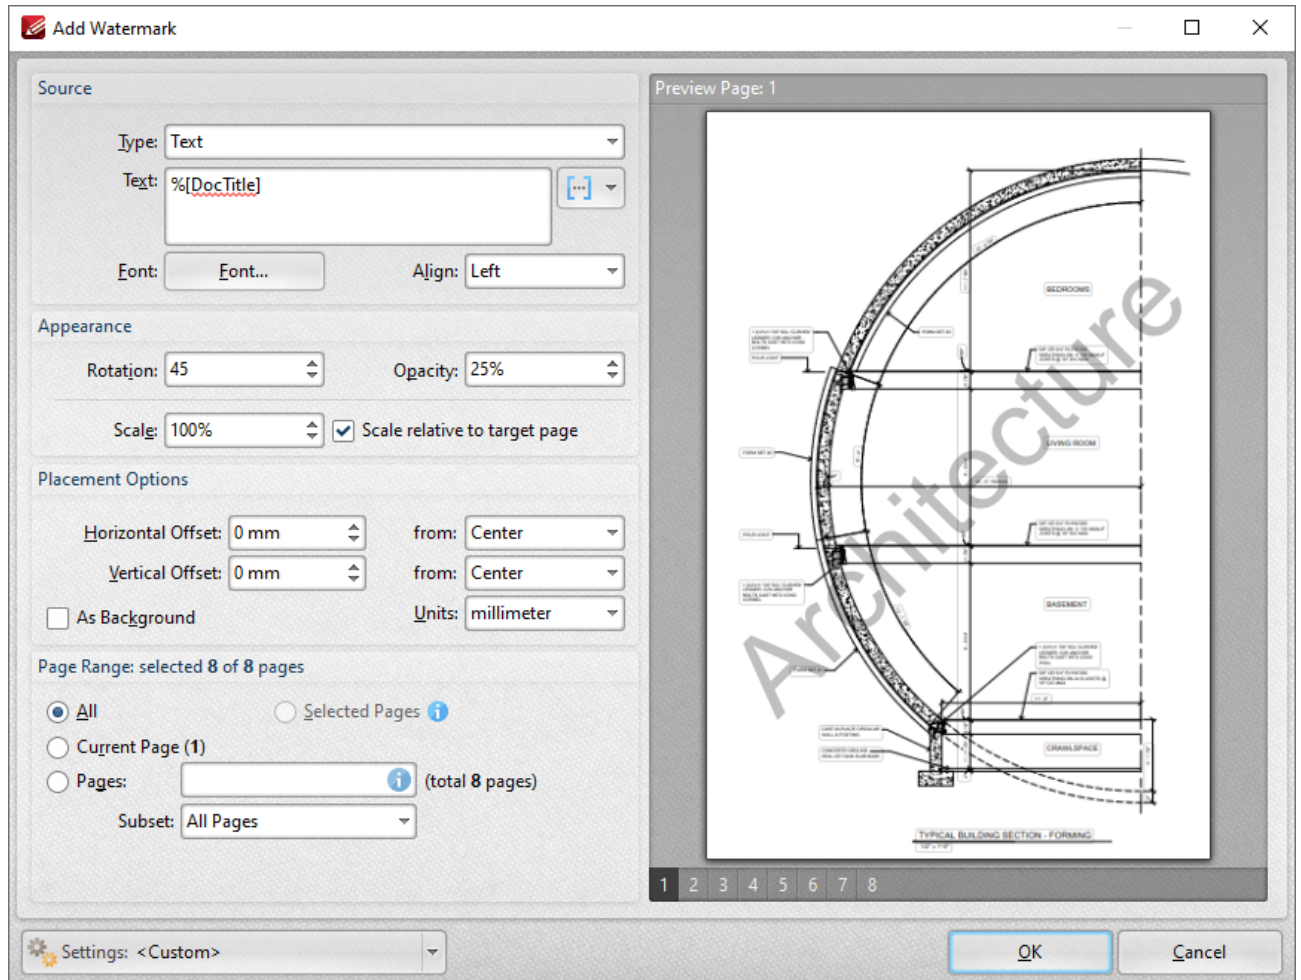 Add Watermark
Source
Preview Page: 1
Type: Text
Text: %[DocTitle]
Font: Font...
Align: Left
Appearance
Rotation: 45
Opacity: 25%
Scale: 100%
Scale relative to target page
Placement Options
Horizontal Offset: 0 mm
from: Center
Vertical Offset: 0 mm
from: Center
As Background
Units: millimeter
Page Range: selected 8 of 8 pages
All
Selected Pages
Current Page (1)
Pages:
(total 8 pages)
Subset: All Pages
BEDROOMS
LIVING ROOM
Architecture
BASEMENT
CRAWLSPACE
TYPICAL BUILDING SECTION - FORMING
1 2 3 4 5 6 7 8
Settings: <Custom>
OK
Cancel